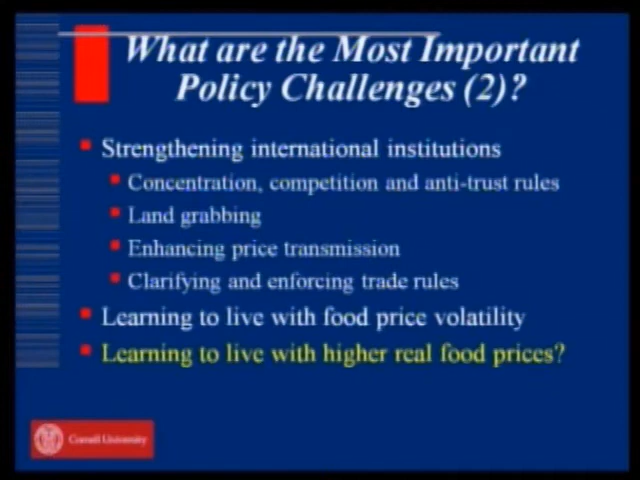 What are the Most Important
Policy Challenges (2)?
Strengthening international institutions
Concentration, competition and anti-trust rules
Land grabbing
Enhancing price transmission
Clarifying and enforcing trade rules
Learning to live with food price volatility
Learning to live with higher real food prices?
Cornell University